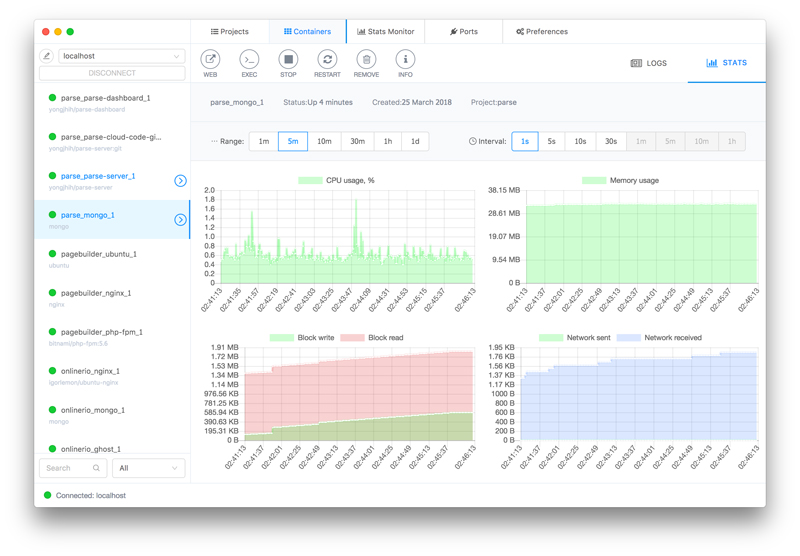 Projects
Containers
Stats Monitor
Ports
Preferences
localhost
DISCONNECT
WEB
EXEC
STOP
RESTART
REMOVE
INFO
LOGS
STATS
parse_parse-dashboard_1
yongjhih/parse-dashboard
parse_parse-cloud-code-gi...
yongjhih/parse-server:git
parse_parse-server_1
yongjhih/parse-server
parse_mongo_1
mongo
pagebuilder_ubuntu_1
ubuntu
pagebuilder_nginx_1
nginx
pagebuilder_php-fpm_1
bitnami/php-fpm:5.6
onlinerio_nginx_1
igorlemon/ubuntu-nginx
onlinerio_mongo_1
mongo
onlinerio_ghost_1
Search
All
Connected: localhost
parse_mongo_1 Status:Up 4 minutes Created:25 March 2018 Project:parse
Range: 1m 5m 10m 30m 1h 1d
Interval: 1s 5s 10s 30s 1m 5m 10m 1h
CPU usage, %
2.0
1.8
1.6
1.4
1.2
1.0
0.8
0.6
0.4
0.2
0
02:41:13 02:41:35 02:41:57 02:42:19 02:42:41 02:43:03 02:43:25 02:43:47 02:44:09 02:44:31 02:44:53 02:45:15 02:45:37 02:46:13
Memory usage
38.15 MB
28.61 MB
19.07 MB
9.54 MB
0 B
02:41:13 02:41:37 02:42:01 02:42:25 02:42:49 02:43:13 02:43:37 02:44:01 02:44:25 02:44:49 02:45:13 02:45:37 02:46:13
Block write Block read
1.91 MB
1.72 MB
1.53 MB
1.34 MB
1.14 MB
976.56 KB
781.25 KB
585.94 KB
390.63 KB
195.31 KB
0 B
02:41:13 02:41:37 02:42:01 02:42:25 02:42:49 02:43:13 02:43:37 02:44:01 02:44:25 02:44:49 02:45:13 02:45:37 02:46:13
Network sent Network received
1.95 KB
1.76 KB
1.56 KB
1.37 KB
1.17 KB
1000 B
800 B
600 B
400 B
200 B
0 B
02:41:13 02:41:37 02:42:01 02:42:25 02:42:49 02:43:13 02:43:37 02:44:01 02:44:25 02:44:49 02:45:13 02:45:37 02:46:13